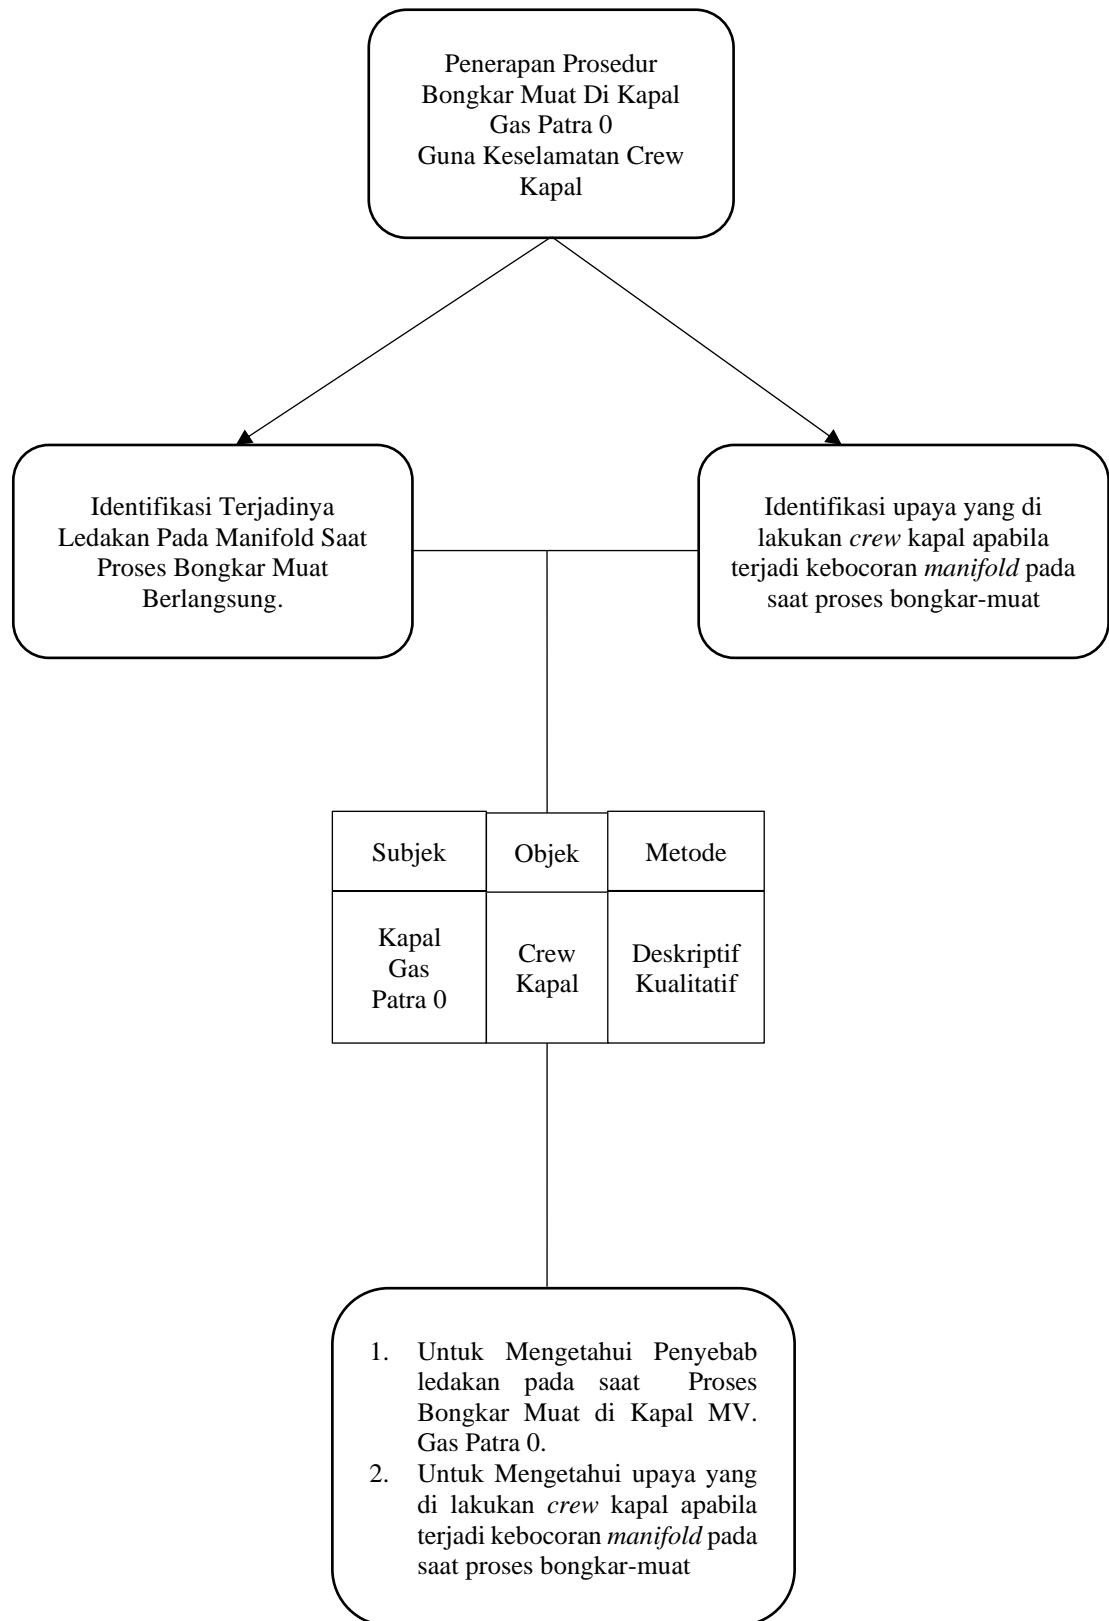 Penerapan Prosedur
Bongkar Muat Di Kapal
Gas Patra 0
Guna Keselamatan Crew
Kapal
Identifikasi Terjadinya
Ledakan Pada Manifold Saat
Proses Bongkar Muat
Berlangsung.
Identifikasi upaya yang di
lakukan crew kapal apabila
terjadi kebocoran manifold pada
saat proses bongkar-muat
Subjek
Objek
Metode
Kapal
Gas
Patra 0
Crew
Kapal
Deskriptif
Kualitatif
1. Untuk Mengetahui Penyebab
ledakan pada saat Proses
Bongkar Muat di Kapal MV.
Gas Patra 0.
2. Untuk Mengetahui upaya yang
di lakukan crew kapal apabila
terjadi kebocoran manifold pada
saat proses bongkar-muat